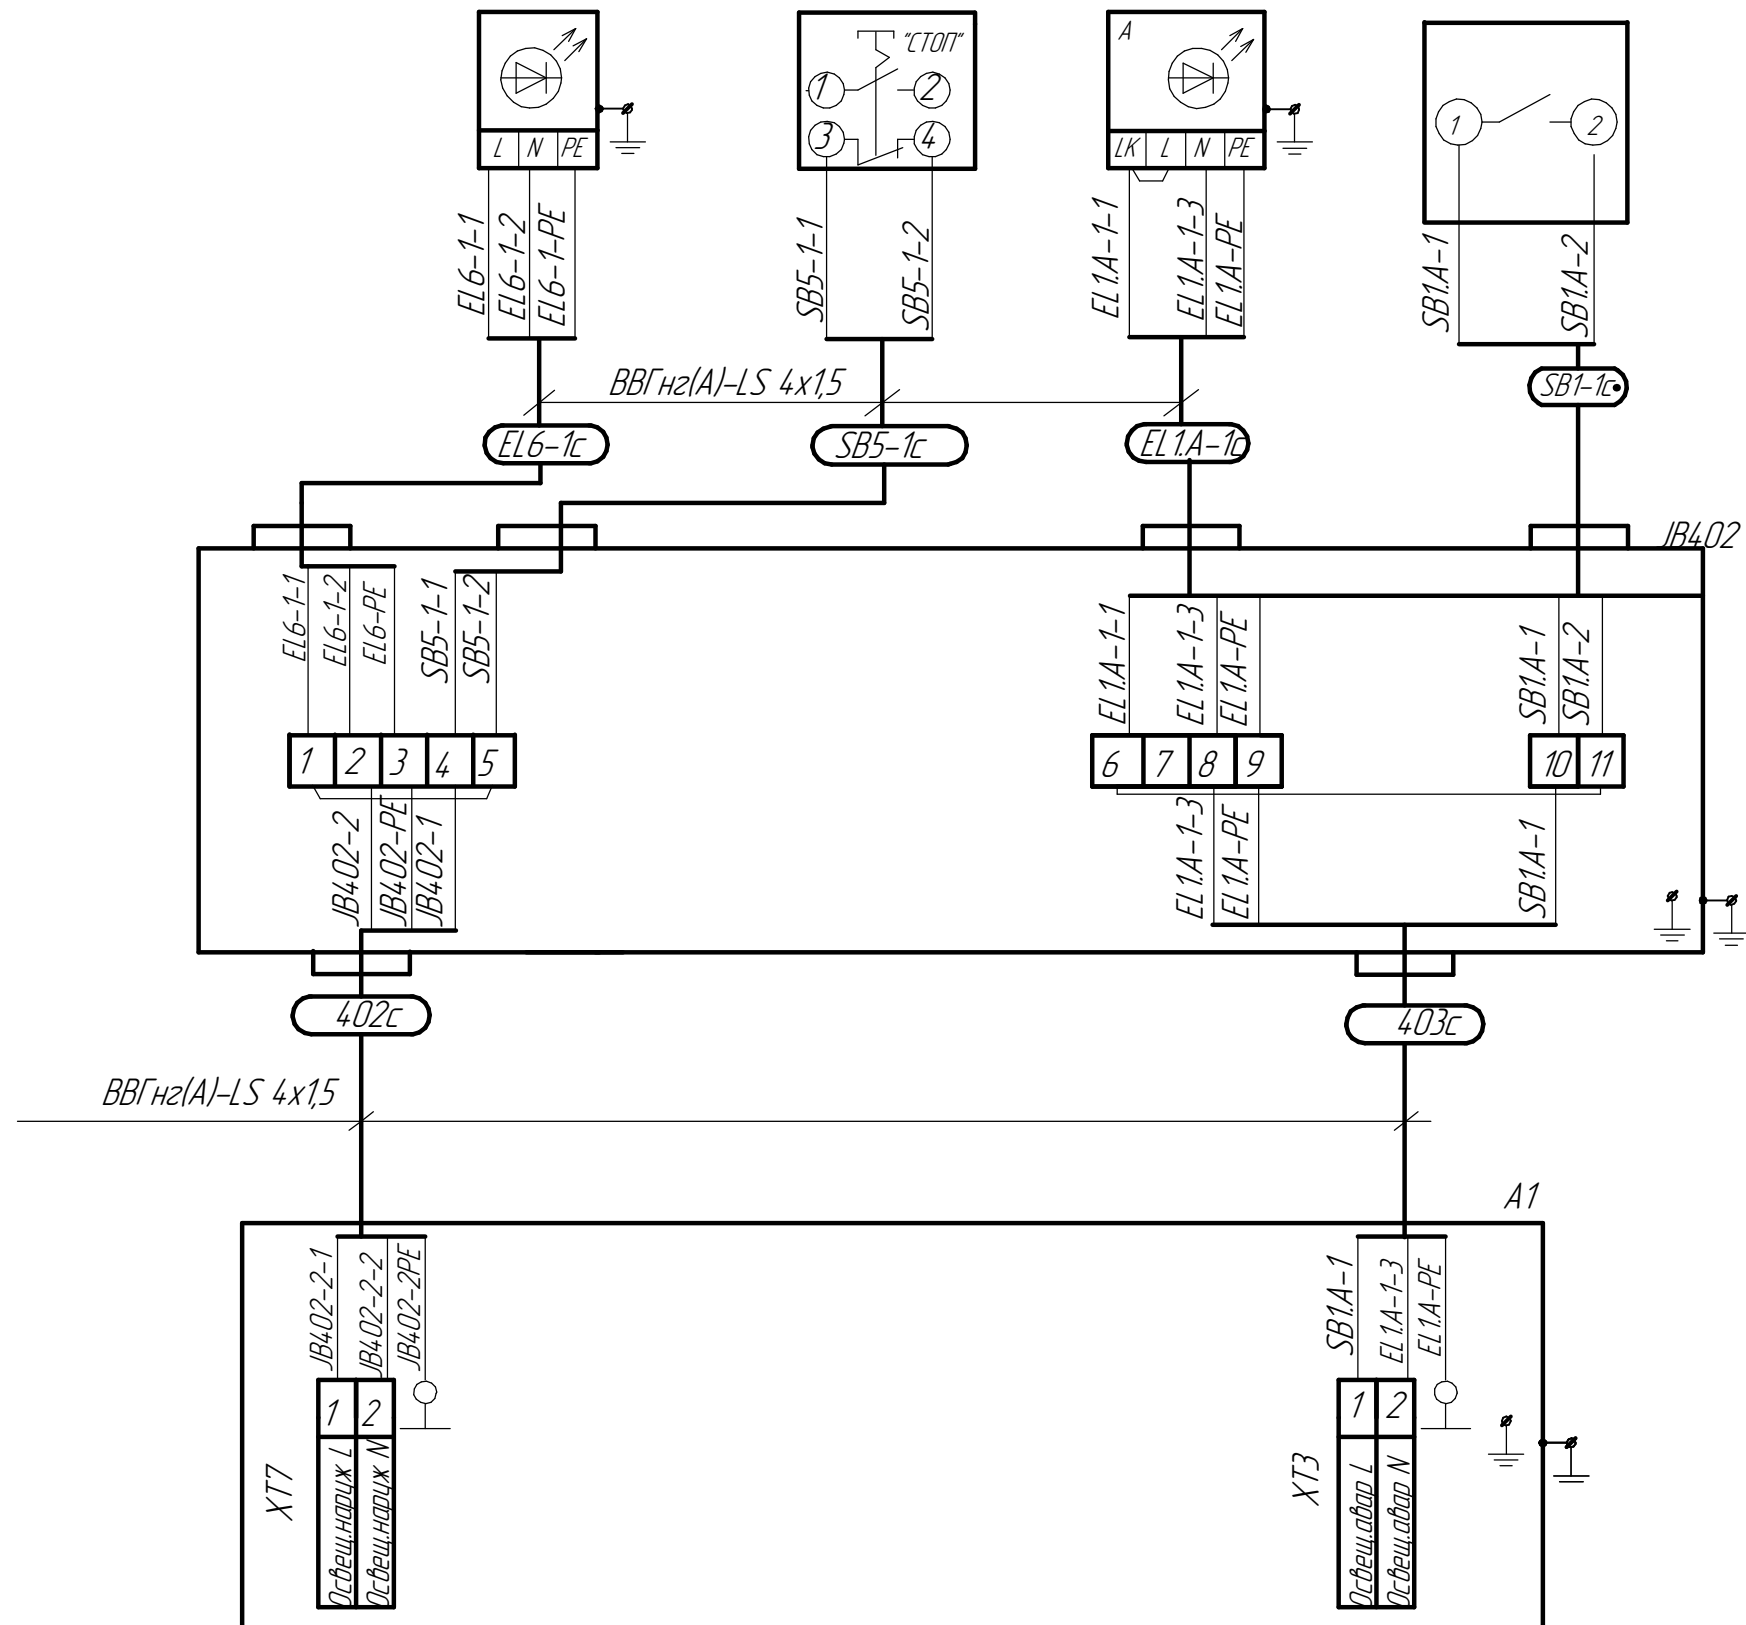 "СТОП"
A
1
2
3
4
1
2
L N PE
LK L N PE
EL6-1-1
EL6-1-2
EL6-1-PE
SB5-1-1
SB5-1-2
EL1.A-1-1
EL1.A-1-3
EL1.A-PE
SB1.A-1
SB1.A-2
ВВГнг(А)-LS 4x1,5
EL6-1с
SB5-1с
EL1.A-1с
SB1-1с
JB402
EL6-1-1
EL6-1-2
EL6-PE
SB5-1-1
SB5-1-2
EL1.A-1-1
EL1.A-1-3
EL1.A-PE
SB1.A-1
SB1.A-2
1 2 3 4 5
6 7 8 9
10 11
JB402-2
JB402-PE
JB402-1
EL1.A-1-3
EL1.A-PE
SB1.A-1
402с
403с
ВВГнг(А)-LS 4x1,5
A1
JB402-2-1
JB402-2-2
JB402-2PE
SB1.A-1
EL1.A-1-3
EL1.A-PE
1 2
1 2
XT7
Освещ.наруж L
Освещ.наруж N
XT3
Освещ.авар L
Освещ.авар N